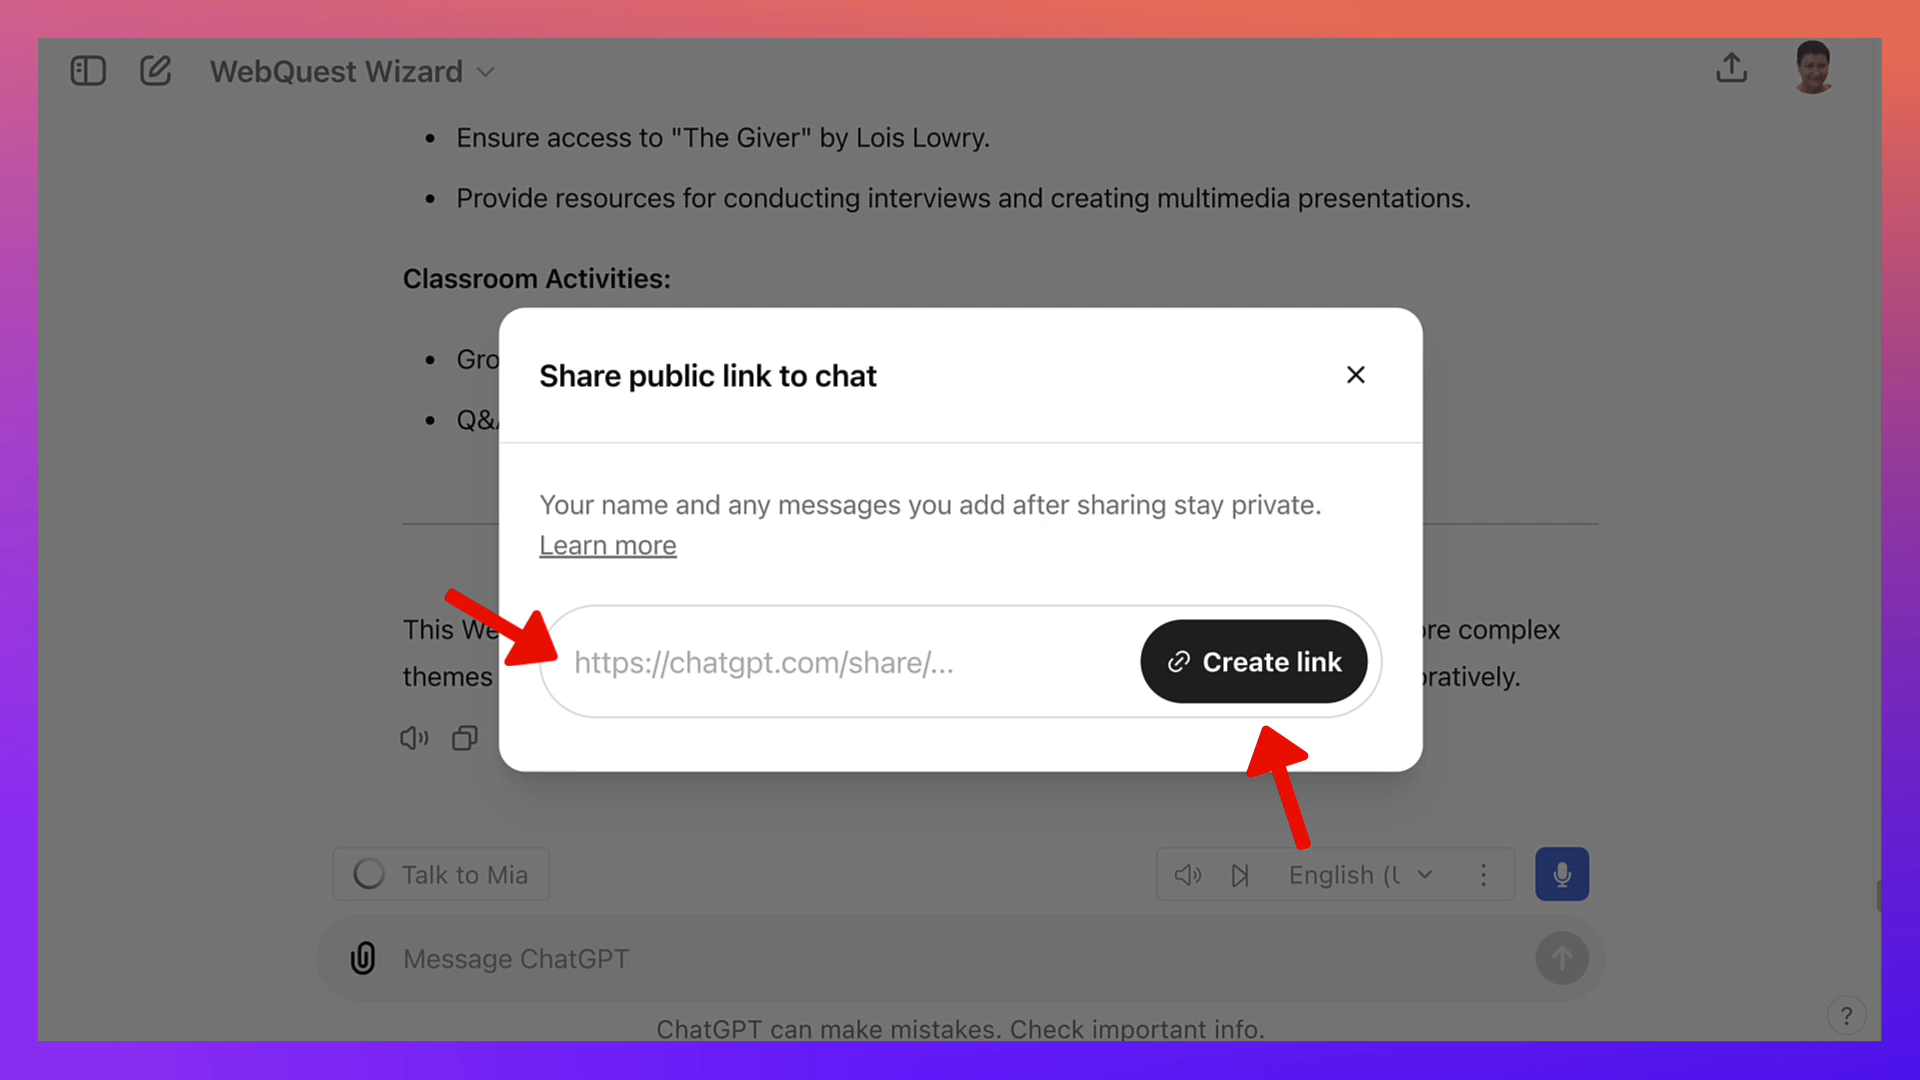 WebQuest Wizard
Ensure access to "The Giver" by Lois Lowry.
Provide resources for conducting interviews and creating multimedia presentations.
Classroom Activities:
Share public link to chat
Your name and any messages you add after sharing stay private.
Learn more
This
themes
https://chatgpt.com/share/...
Create link
complex
Talk to Mia
English (
Message ChatGPT
ChatGPT can make mistakes. Check important info.
?